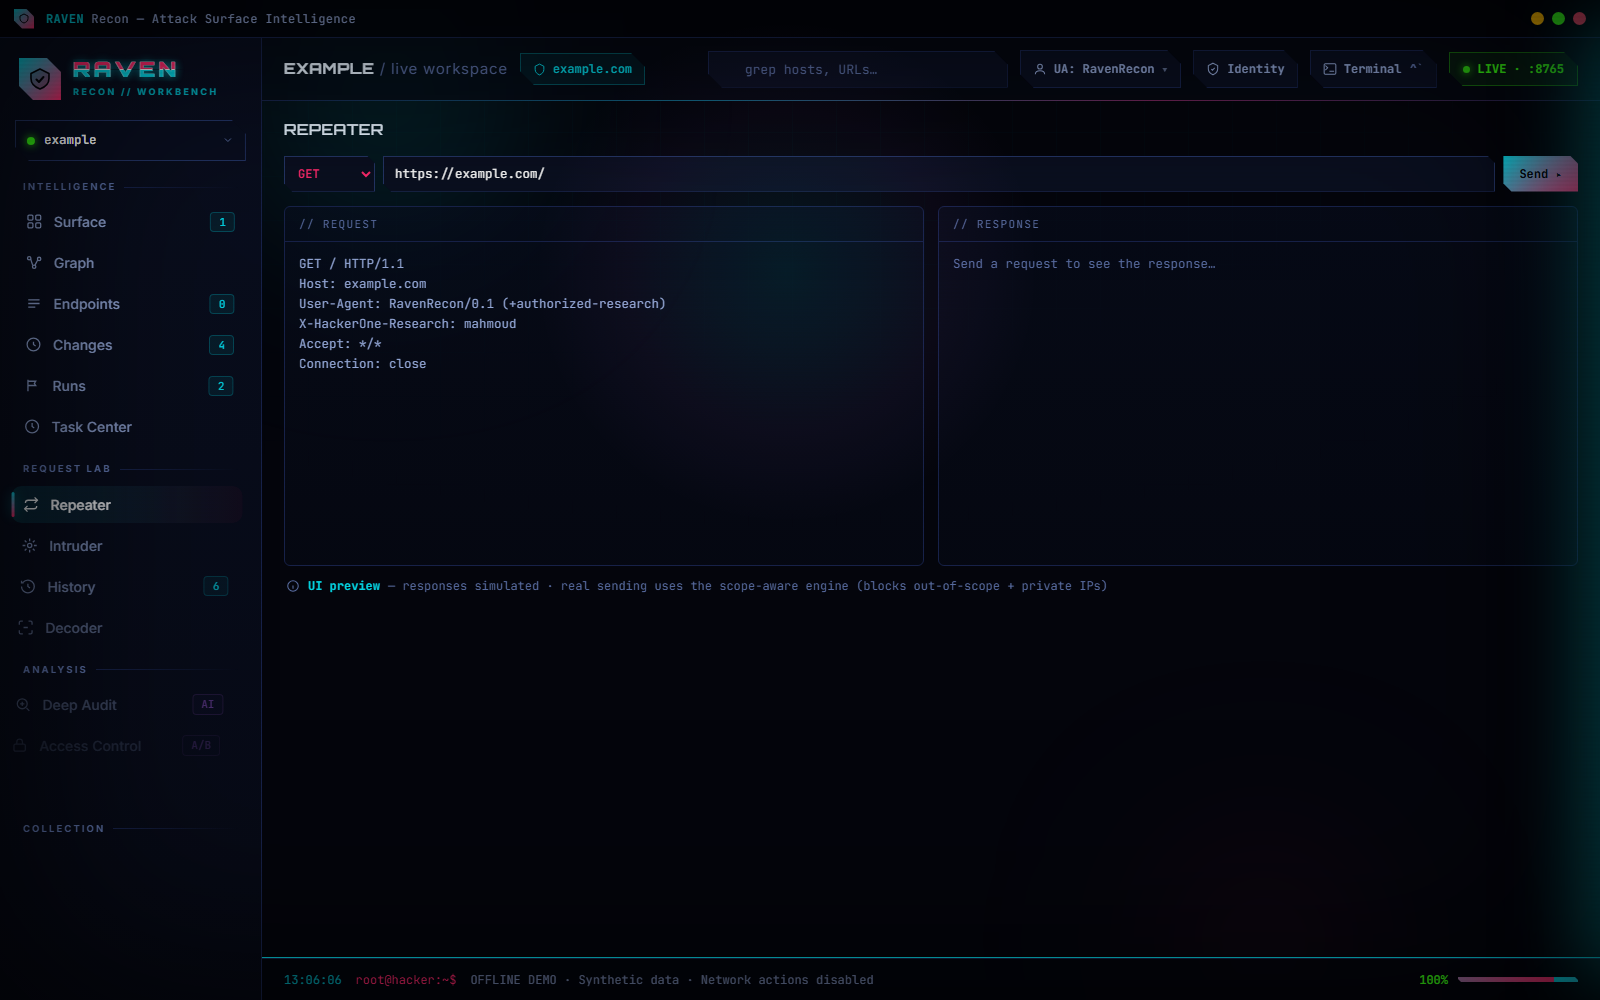 RAVEN Recon — Attack Surface Intelligence
RAVEN
RECON // WORKBENCH
example
INTELLIGENCE
Surface 1
Graph
Endpoints 0
Changes 4
Runs 2
Task Center
REQUEST LAB
Repeater
Intruder
History 6
Decoder
ANALYSIS
Deep Audit AI
Access Control A/B
COLLECTION
EXAMPLE / live workspace
example.com
grep hosts, URLs…
UA: RavenRecon ▾
Identity
Terminal ^`
LIVE · :8765
REPEATER
GET
https://example.com/
Send ▸
// REQUEST
GET / HTTP/1.1
Host: example.com
User-Agent: RavenRecon/0.1 (+authorized-research)
X-HackerOne-Research: mahmoud
Accept: */*
Connection: close
// RESPONSE
Send a request to see the response…
UI preview — responses simulated · real sending uses the scope-aware engine (blocks out-of-scope + private IPs)
13:06:06 root@hacker:~$ OFFLINE DEMO · Synthetic data · Network actions disabled
100%